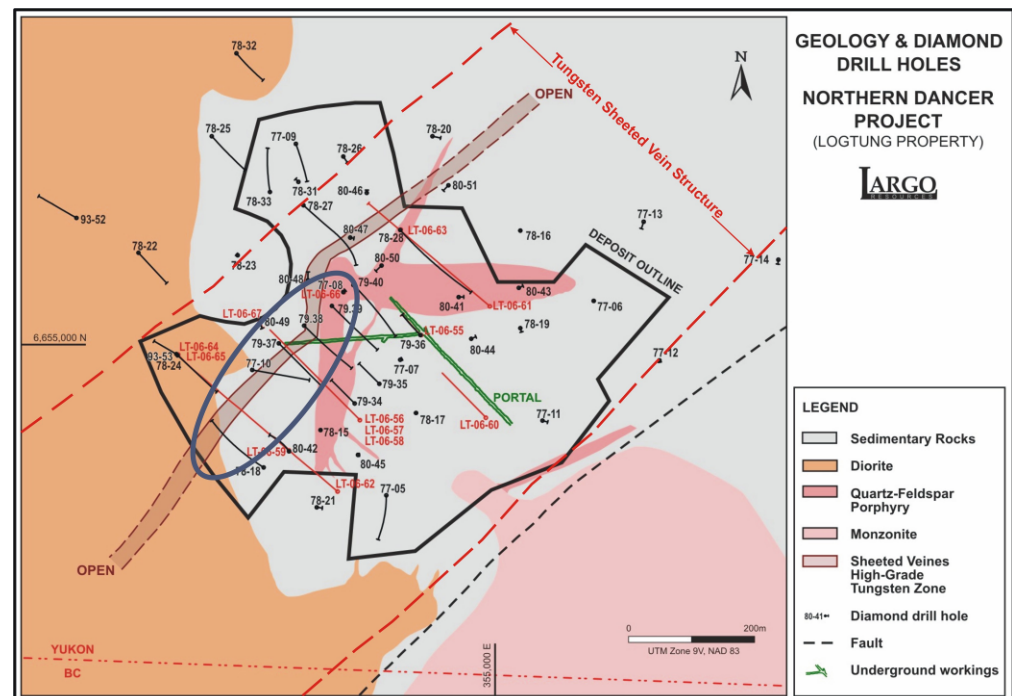 GEOLOGY & DIAMOND
DRILL HOLES
NORTHERN DANCER
PROJECT
(LOGTUNG PROPERTY)
LARGO
RESOURCES
N
Tungsten Sheeted Vein Structure
OPEN
78-32
78-25
77-09
78-26
78-20
78-33
78-31
80-46
80-51
78-27
93-52
80-47
78-28
LT-06-63
78-16
77-13
DEPOSIT OUTLINE
77-14
78-22
78-23
80-50
80-48
77-08
79-40
LT-06-66
80-43
80-41
LT-06-61
77-06
LT-06-67
79-39
80-49
79-38
LT-06-55
78-19
6,655,000 N
79-37
79-36
80-44
LT-06-64
LT-06-65
93-53
78-24
77-10
77-07
77-12
79-35
PORTAL
79-34
LT-06-56
LT-06-57
LT-06-58
78-17
LT-06-60
77-11
78-15
LT-06-59
80-42
80-45
78-18
LT-06-62
77-05
78-21
OPEN
YUKON
BC
355,000 E
0
200m
UTM Zone 9V, NAD 83
LEGEND
Sedimentary Rocks
Diorite
Quartz-Feldspar
Porphyry
Monzonite
Sheeted Veines
High-Grade
Tungsten Zone
80-41
Diamond drill hole
Fault
Underground workings